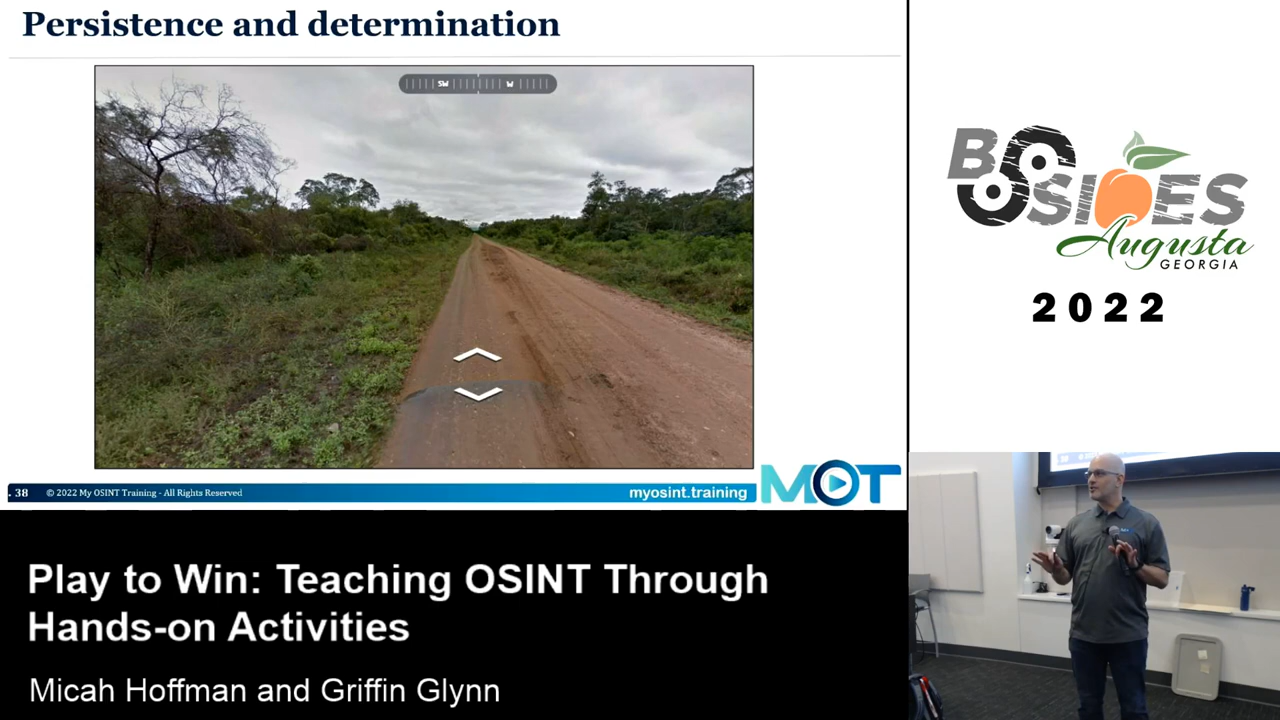 Persistence and determination
SW W
38 © 2022 My OSINT Training - All Rights Reserved
myosint.training MOT
BSIDES
Augusta
GEORGIA
2022
Play to Win: Teaching OSINT Through
Hands-on Activities
Micah Hoffman and Griffin Glynn